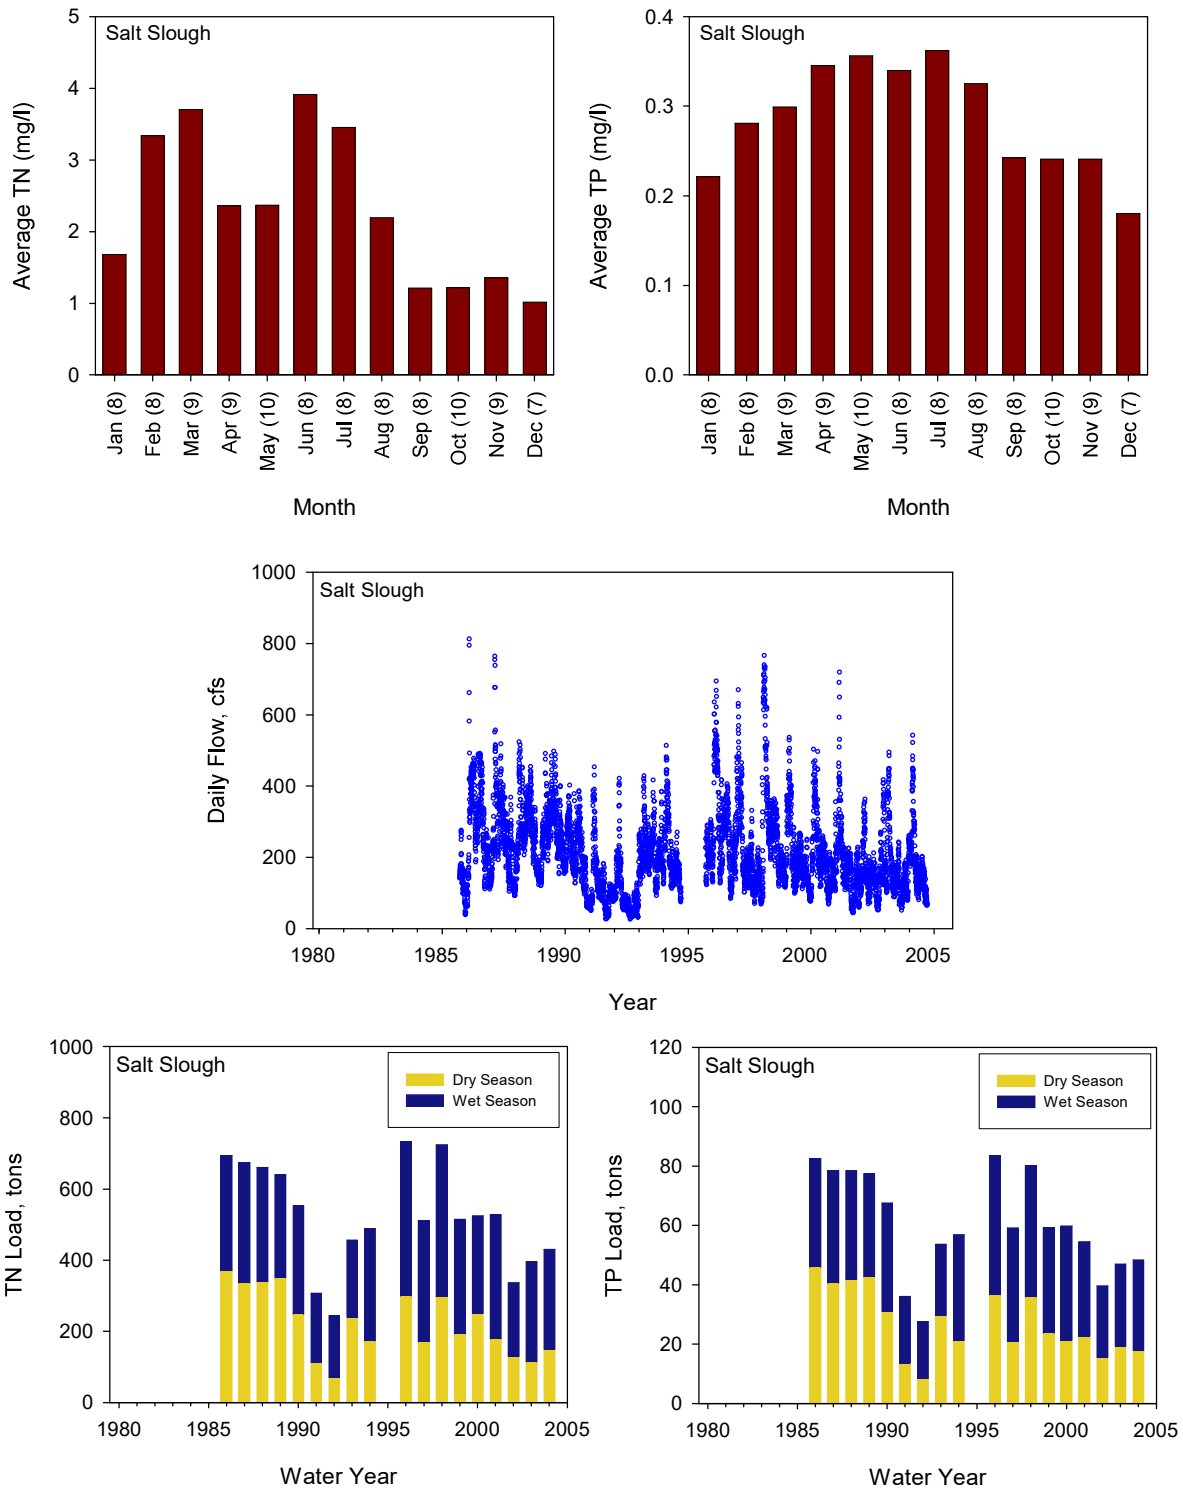 Salt Slough
Average TN (mg/l)
5
4
3
2
1
0
Jan (8)
Feb (8)
Mar (9)
Apr (9)
May (10)
Jun (8)
Jul (8)
Aug (8)
Sep (8)
Oct (10)
Nov (9)
Dec (7)
Month
Salt Slough
Average TP (mg/l)
0.4
0.3
0.2
0.1
0.0
Jan (8)
Feb (8)
Mar (9)
Apr (9)
May (10)
Jun (8)
Jul (8)
Aug (8)
Sep (8)
Oct (10)
Nov (9)
Dec (7)
Month
Salt Slough
Daily Flow, cfs
1000
800
600
400
200
0
1980
1985
1990
1995
2000
2005
Year
Salt Slough
Dry Season
Wet Season
TN Load, tons
1000
800
600
400
200
0
1980
1985
1990
1995
2000
2005
Water Year
Salt Slough
Dry Season
Wet Season
TP Load, tons
120
100
80
60
40
20
0
1980
1985
1990
1995
2000
2005
Water Year